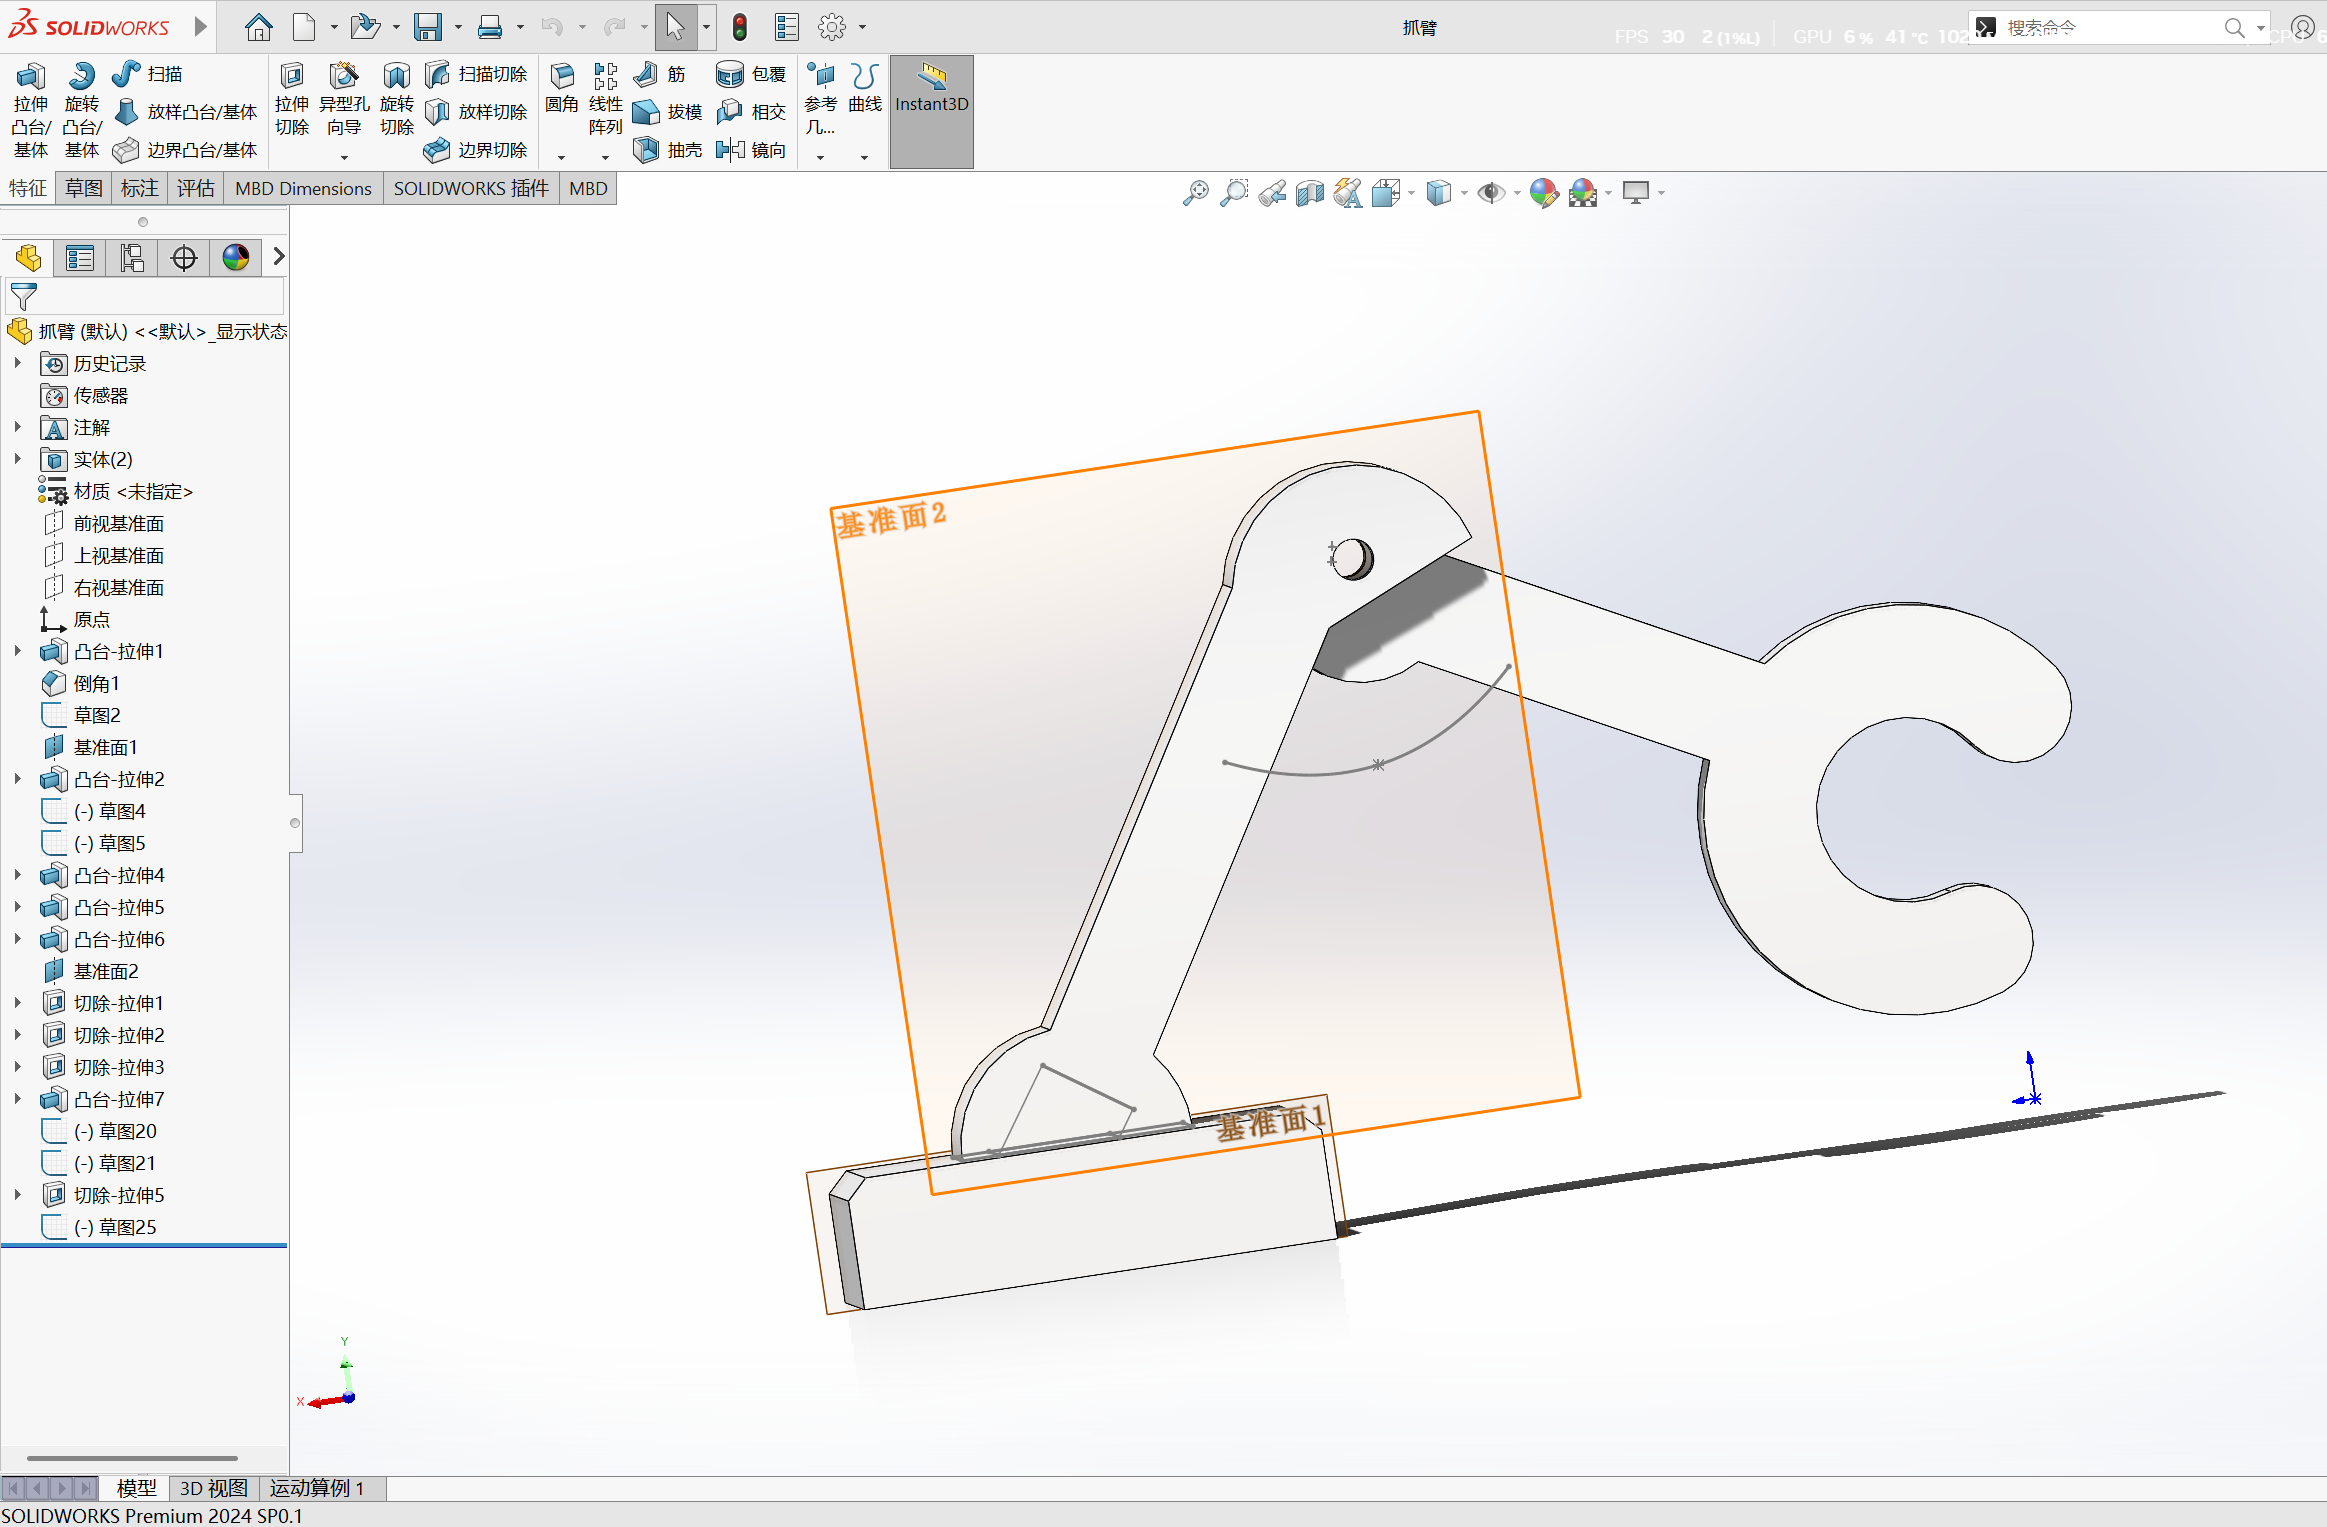 SOLIDWORKS
抓臂
FPS 30 2 (1%L) GPU 6 % 41 °C
搜索命令
拉伸凸台/基体
旋转凸台/基体
扫描
放样凸台/基体
边界凸台/基体
拉伸切除
异型孔向导
旋转切除
扫描切除
放样切除
边界切除
圆角
线性阵列
筋
拔模
抽壳
包覆
相交
镜向
参考几...
曲线
Instant3D
特征
草图
标注
评估
MBD Dimensions
SOLIDWORKS 插件
MBD
抓臂 (默认) <<默认>_显示状态
历史记录
传感器
注解
实体(2)
材质 <未指定>
前视基准面
上视基准面
右视基准面
原点
凸台-拉伸1
倒角1
草图2
基准面1
凸台-拉伸2
(-) 草图4
(-) 草图5
凸台-拉伸4
凸台-拉伸5
凸台-拉伸6
基准面2
切除-拉伸1
切除-拉伸2
切除-拉伸3
凸台-拉伸7
(-) 草图20
(-) 草图21
切除-拉伸5
(-) 草图25
基准面2
基准面1
Y
X
模型
3D 视图
运动算例 1
SOLIDWORKS Premium 2024 SP0.1